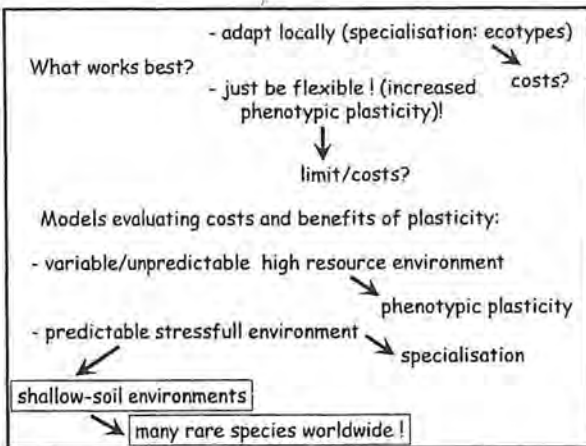 - adapt locally (specialisation: ecotypes)
What works best?
costs?
- just be flexible ! (increased
phenotypic plasticity)!
limit/costs?
Models evaluating costs and benefits of plasticity:
- variable/unpredictable high resource environment
phenotypic plasticity
- predictable stressfull environment
specialisation
shallow-soil environments
many rare species worldwide !